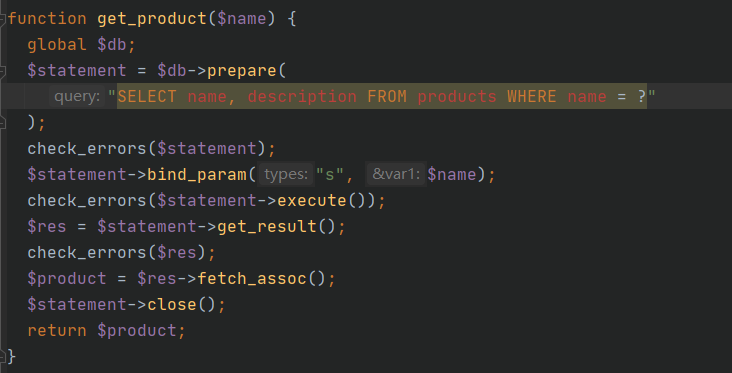 function get_product($name) {
  global $db;
  $statement = $db->prepare(
    query: "SELECT name, description FROM products WHERE name = ?"
  );
  check_errors($statement);
  $statement->bind_param( types: "s", &var1: $name);
  check_errors($statement->execute());
  $res = $statement->get_result();
  check_errors($res);
  $product = $res->fetch_assoc();
  $statement->close();
  return $product;
}